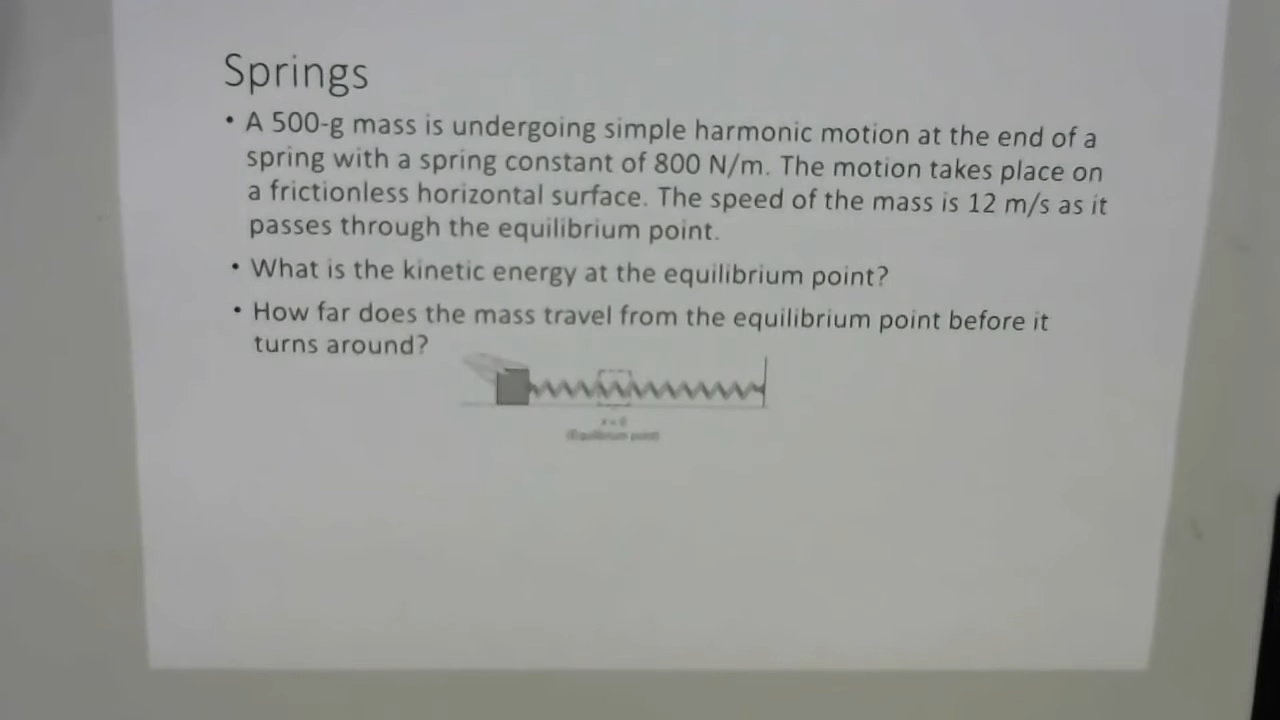 Springs
• A 500-g mass is undergoing simple harmonic motion at the end of a
spring with a spring constant of 800 N/m. The motion takes place on
a frictionless horizontal surface. The speed of the mass is 12 m/s as it
passes through the equilibrium point.
• What is the kinetic energy at the equilibrium point?
• How far does the mass travel from the equilibrium point before it
turns around?
x = 0
(Equilibrium point)